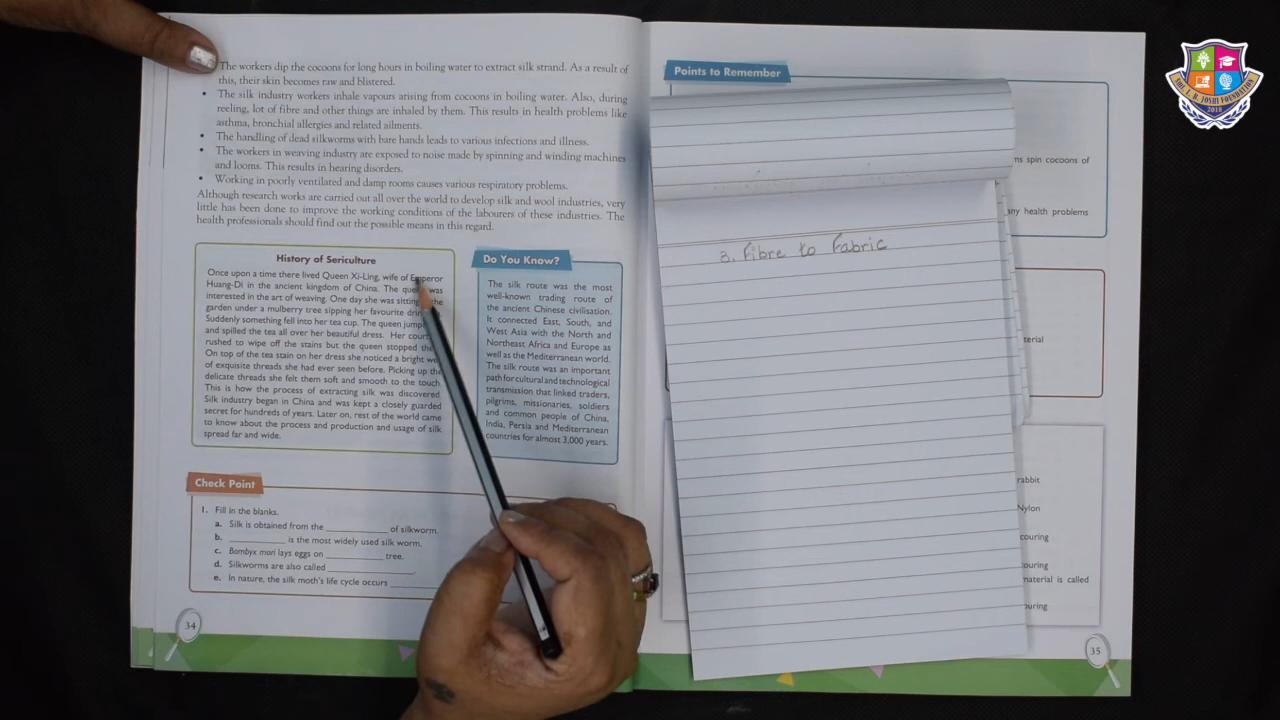 The workers dip the cocoons for long hours in boiling water to extract silk strand. As a result of
this, their skin becomes raw and blistered.
• The silk industry workers inhale vapours arising from cocoons in boiling water. Also, during
reeling, lot of fibre and other things are inhaled by them. This results in health problems like
asthma, bronchial allergies and related ailments.
• The handling of dead silkworms with bare hands leads to various infections and illness.
• The workers in weaving industry are exposed to noise made by spinning and winding machines
and looms. This results in hearing disorders.
• Working in poorly ventilated and damp rooms causes various respiratory problems.
Although research works are carried out all over the world to develop silk and wool industries, very
little has been done to improve the working conditions of the labourers of these industries. The
health professionals should find out the possible means in this regard.
History of Sericulture
Once upon a time there lived Queen Xi-Ling, wife of Emperor
Huang-Di in the ancient kingdom of China. The queen was
interested in the art of weaving. One day she was sitting the
garden under a mulberry tree sipping her favourite
Suddenly something fell into her tea cup. The queen
and spilled the tea all over her beautiful dress. Her
rushed to wipe off the stains but the queen stopped
On top of the tea stain on her dress she noticed a bright
of exquisite threads she had ever seen before. Picking up the
delicate threads she felt them soft and smooth to the touch
This is how the process of extracting silk was discovered
Silk industry began in China and was kept a closely guarded
secret for hundreds of years. Later on, rest of the world came
to know about the process and production and usage of silk
spread far and wide.
Do You Know?
The silk route was the most
well-known trading route of
the ancient Chinese civilisation.
It connected East, South, and
West Asia with the North and
Northeast Africa and Europe as
well as the Mediterranean world.
The silk route was an important
path for cultural and technological
transmission that linked traders,
pilgrims, missionaries, soldiers
and common people of China,
India, Persia and Mediterranean
countries for almost 3,000 years.
Check Point
1. Fill in the blanks.
a. Silk is obtained from the ____________ of silkworm.
b. ____________ is the most widely used silk worm.
c. Bombyx mori lays eggs on ____________ tree.
d. Silkworms are also called ____________.
e. In nature, the silk moth's life cycle occurs ____________
34
Points to Remember
spin cocoons of
any health problems
3. Fibre to Fabric
rabbit
Nylon
material is called
35
SHI. V. R. JOSHI FOUNDATION
2018